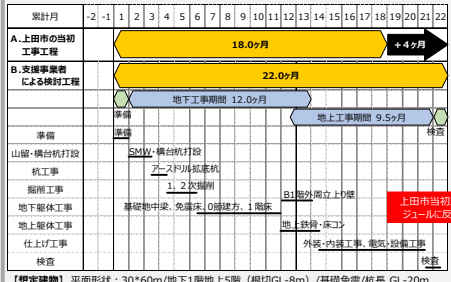 累計月 -2 -1 1 2 3 4 5 6 7 8 9 10 11 12 13 14 15 16 17 18 19 20 21 22
A.上田市の当初
工事工程
18.0ヶ月
+4ヶ月
B.支援事業者
による検討工程
22.0ヶ月
地下工事期間 12.0ヶ月
準備
地上工事期間 9.5ヶ月
検査
準備 準備
山留・構台杭打設 SMW・構台杭打設
杭工事 アースドリル拡底杭
掘削工事 1、2次掘削
地下躯体工事 基礎地中梁、免震床、0節建方、1階床
B1階外周立上り壁
地上躯体工事 地上鉄骨・床コン
仕上げ工事 外装・内装工事、電気・設備工事
検査 検査
上田市当初
ジュールに反
【想定建物】平面形状：30*60m/地下1階地上5階（根切GL-8m）/基礎免震/杭長 GL-20m